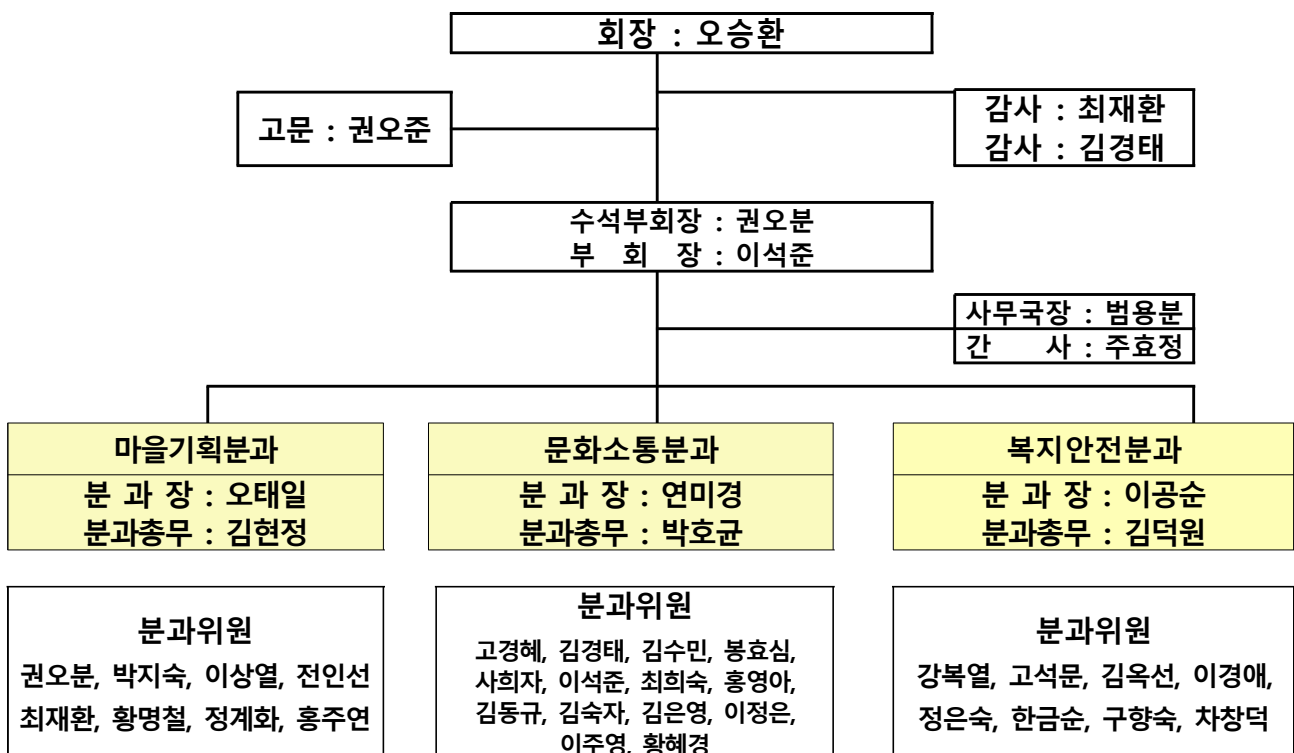 회장 : 오승환
고문 : 권오준
감사 : 최재환
감사 : 김경태
수석부회장 : 권오분
부 회 장 : 이석준
사무국장 : 범용분
간 사 : 주효정
마을기획분과
분 과 장 : 오태일
분과총무 : 김현정
문화소통분과
분 과 장 : 연미경
분과총무 : 박호균
복지안전분과
분 과 장 : 이공순
분과총무 : 김덕원
분과위원
권오분, 박지숙, 이상열, 전인선
최재환, 황명철, 정계화, 홍주연
분과위원
고경혜, 김경태, 김수민, 봉효심,
사희자, 이석준, 최희숙, 홍영아,
김동규, 김숙자, 김은영, 이정은,
이주영, 황혜경
분과위원
강복열, 고석문, 김옥선, 이경애,
정은숙, 한금순, 구향숙, 차창덕